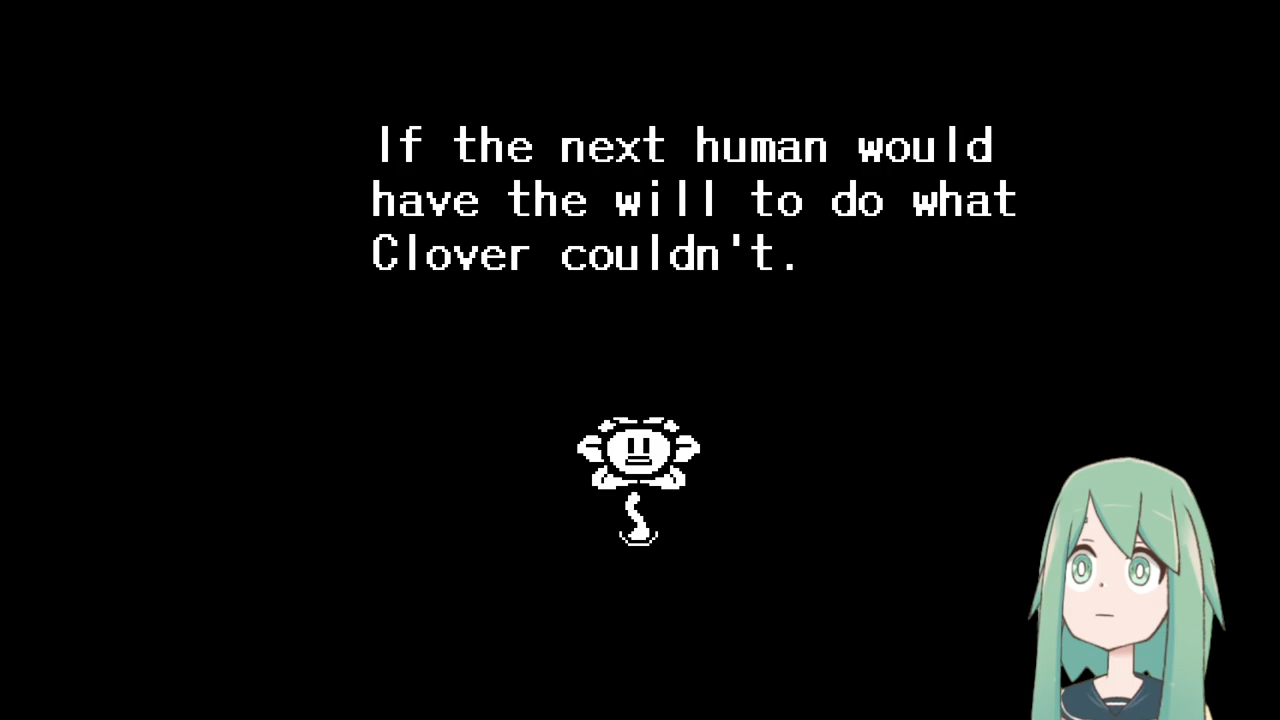 If the next human would
have the will to do what
Clover couldn't.